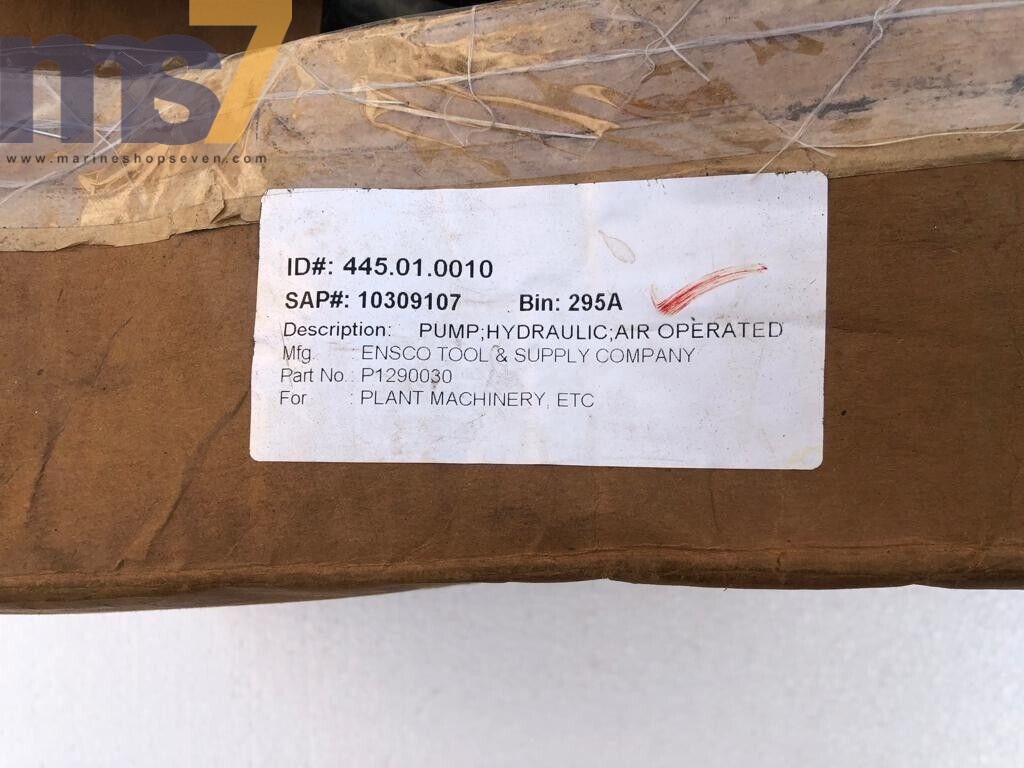 ms7
www.marineshopseven.com
ID#: 445.01.0010
SAP#: 10309107 Bin: 295A
Description: PUMP;HYDRAULIC;AIR OPERATED
Mfg. : ENSCO TOOL & SUPPLY COMPANY
Part No.: P1290030
For : PLANT MACHINERY, ETC